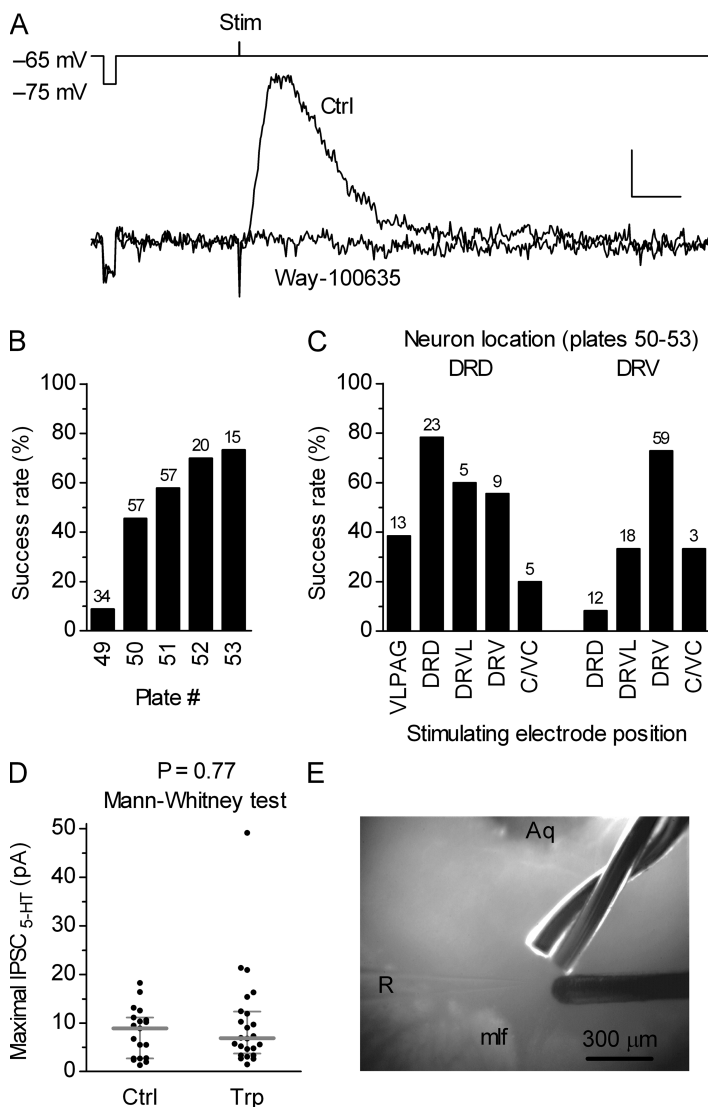 A
Stim
–65 mV
–75 mV
Ctrl
Way-100635
B
Success rate (%)
100
80
60
40
20
0
34
57
57
20
15
49
50
51
52
53
Plate #
C
Neuron location (plates 50-53)
DRD
DRV
Success rate (%)
100
80
60
40
20
0
13
23
5
9
5
12
18
59
3
VLPAG
DRD
DRVL
DRV
C/VC
DRD
DRVL
DRV
C/VC
Stimulating electrode position
D
P = 0.77
Mann-Whitney test
Maximal IPSC5-HT (pA)
50
40
30
20
10
0
Ctrl
Trp
E
Aq
R
mlf
300 μm